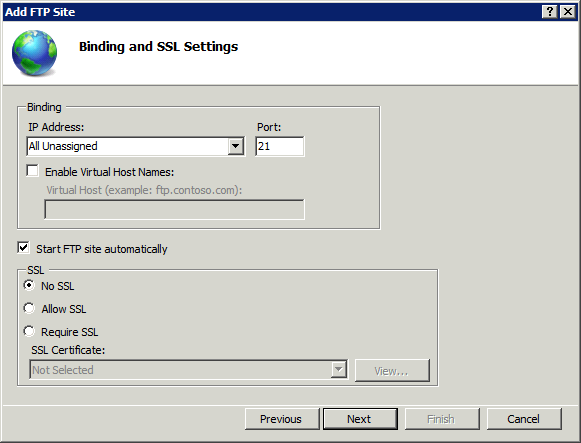 Add FTP Site
Binding and SSL Settings
Binding
IP Address: Port:
All Unassigned 21
Enable Virtual Host Names:
Virtual Host (example: ftp.contoso.com):
Start FTP site automatically
SSL
No SSL
Allow SSL
Require SSL
SSL Certificate:
Not Selected View...
Previous Next Finish Cancel